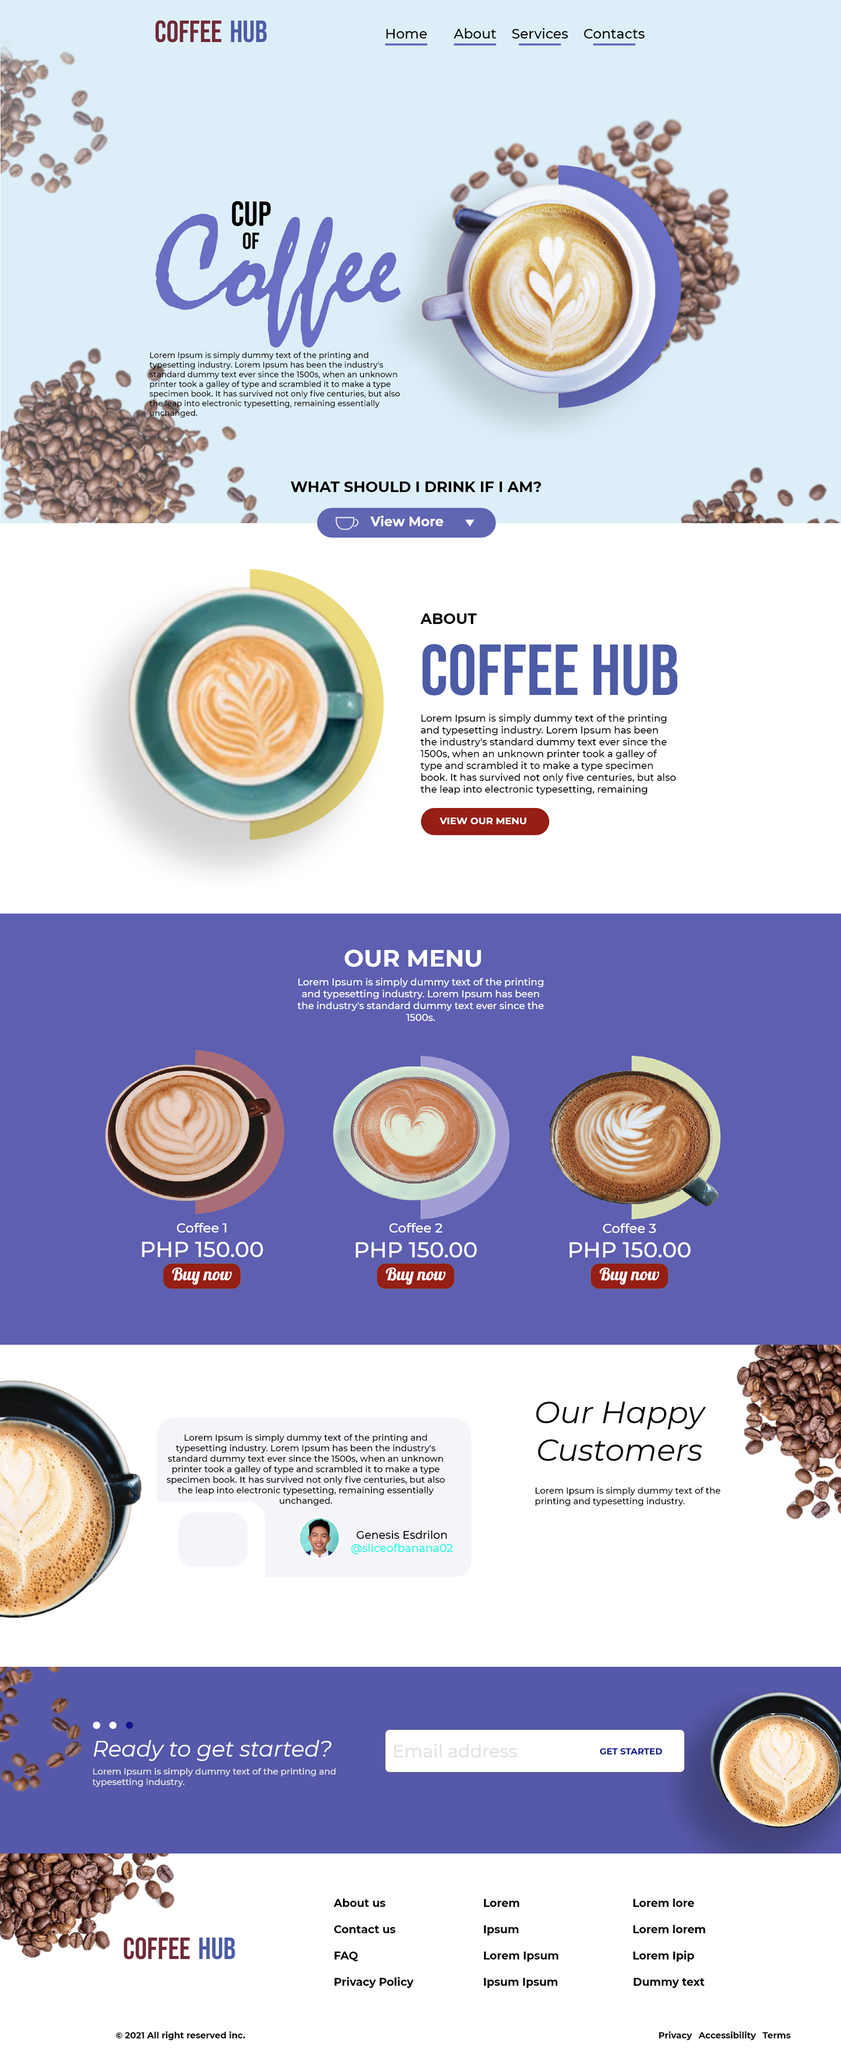 COFFEE HUB
Home About Services Contacts
CUP
OF
Coffee
Lorem Ipsum is simply dummy text of the printing and
typesetting industry. Lorem Ipsum has been the industry's
standard dummy text ever since the 1500s, when an unknown
printer took a galley of type and scrambled it to make a type
specimen book. It has survived not only five centuries, but also
the leap into electronic typesetting, remaining essentially
unchanged.
WHAT SHOULD I DRINK IF I AM?
View More
ABOUT
COFFEE HUB
Lorem Ipsum is simply dummy text of the printing
and typesetting industry. Lorem Ipsum has been
the industry's standard dummy text ever since the
1500s, when an unknown printer took a galley of
type and scrambled it to make a type specimen
book. It has survived not only five centuries, but also
the leap into electronic typesetting, remaining
VIEW OUR MENU
OUR MENU
Lorem Ipsum is simply dummy text of the printing
and typesetting industry. Lorem Ipsum has been
the industry's standard dummy text ever since the
1500s.
Coffee 1
PHP 150.00
Buy now
Coffee 2
PHP 150.00
Buy now
Coffee 3
PHP 150.00
Buy now
Lorem Ipsum is simply dummy text of the printing and
typesetting industry. Lorem Ipsum has been the industry's
standard dummy text ever since the 1500s, when an unknown
printer took a galley of type and scrambled it to make a type
specimen book. It has survived not only five centuries, but also
the leap into electronic typesetting, remaining essentially
unchanged.
Genesis Esdrilon
@sliceofbanana02
Our Happy
Customers
Lorem Ipsum is simply dummy text of the
printing and typesetting industry.
Ready to get started?
Lorem Ipsum is simply dummy text of the printing and
typesetting industry.
Email address
GET STARTED
COFFEE HUB
About us
Contact us
FAQ
Privacy Policy
Lorem
Ipsum
Lorem Ipsum
Ipsum Ipsum
Lorem lore
Lorem lorem
Lorem Ipip
Dummy text
© 2021 All right reserved inc.
Privacy Accessibility Terms